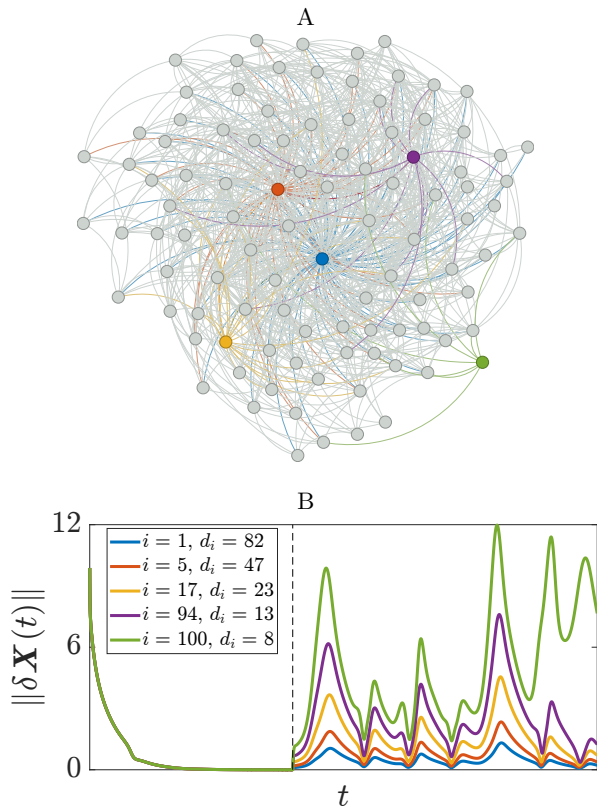 A
B
12
6
0
||δX(t)||
i = 1, d_i = 82
i = 5, d_i = 47
i = 17, d_i = 23
i = 94, d_i = 13
i = 100, d_i = 8
t